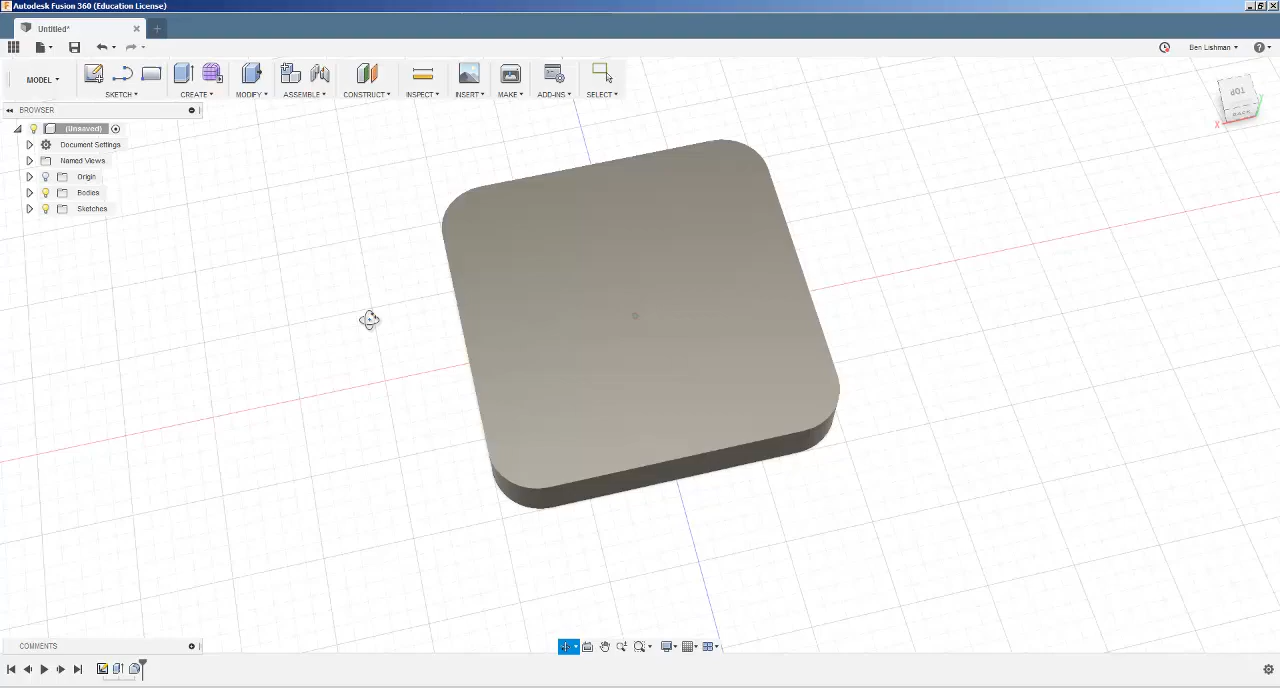 Autodesk Fusion 360 (Education License)
Untitled*
Ben Lishman
MODEL
SKETCH
CREATE
MODIFY
ASSEMBLE
CONSTRUCT
INSPECT
INSERT
MAKE
ADD-INS
SELECT
BROWSER
(Unsaved)
Document Settings
Named Views
Origin
Bodies
Sketches
TOP
BACK
X
COMMENTS